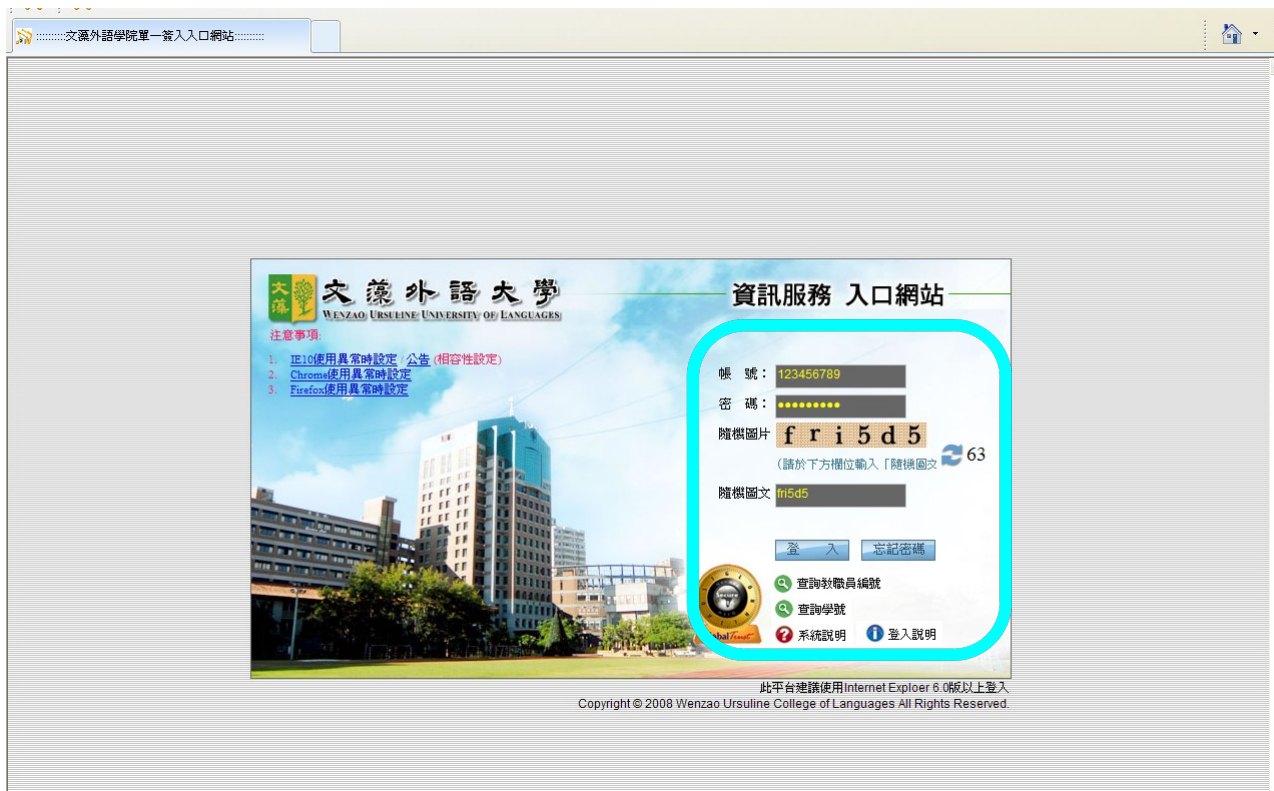 :::::::::文藻外語學院單一簽入入口網站:::::::::
文藻
文藻外語大學
WENZAO URSULINE UNIVERSITY OF LANGUAGES
資訊服務 入口網站
注意事項:
1. IE10使用異常時設定 公告 (相容性設定)
2. Chrome使用異常時設定
3. Firefox使用異常時設定
帳 號： 123456789
密 碼： •••••••••
隨機圖片 fri5d5
(請於下方欄位輸入「隨機圖文 63
隨機圖文 fri5d5
登 入 忘記密碼
查詢教職員編號
查詢學號
系統說明 登入說明
Secure
GlobalTrust
此平台建議使用Internet Exploer 6.0版以上登入
Copyright © 2008 Wenzao Ursuline College of Languages All Rights Reserved.